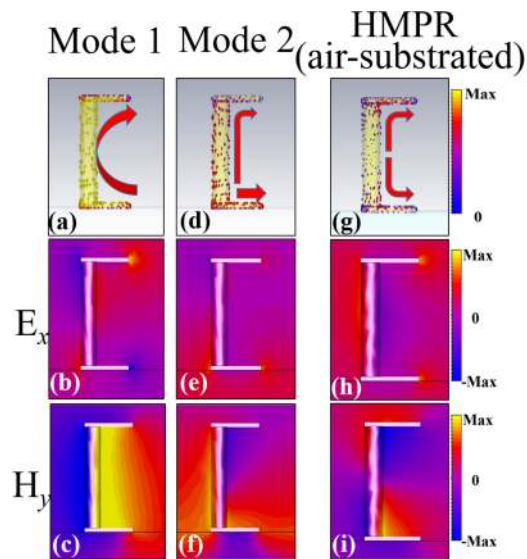 Mode 1 Mode 2 HMPR
(air-substrated)
Max
(a) (d) (g) 0
Max
Ex 0
(b) (e) (h) -Max
Max
Hy 0
(c) (f) (i) -Max